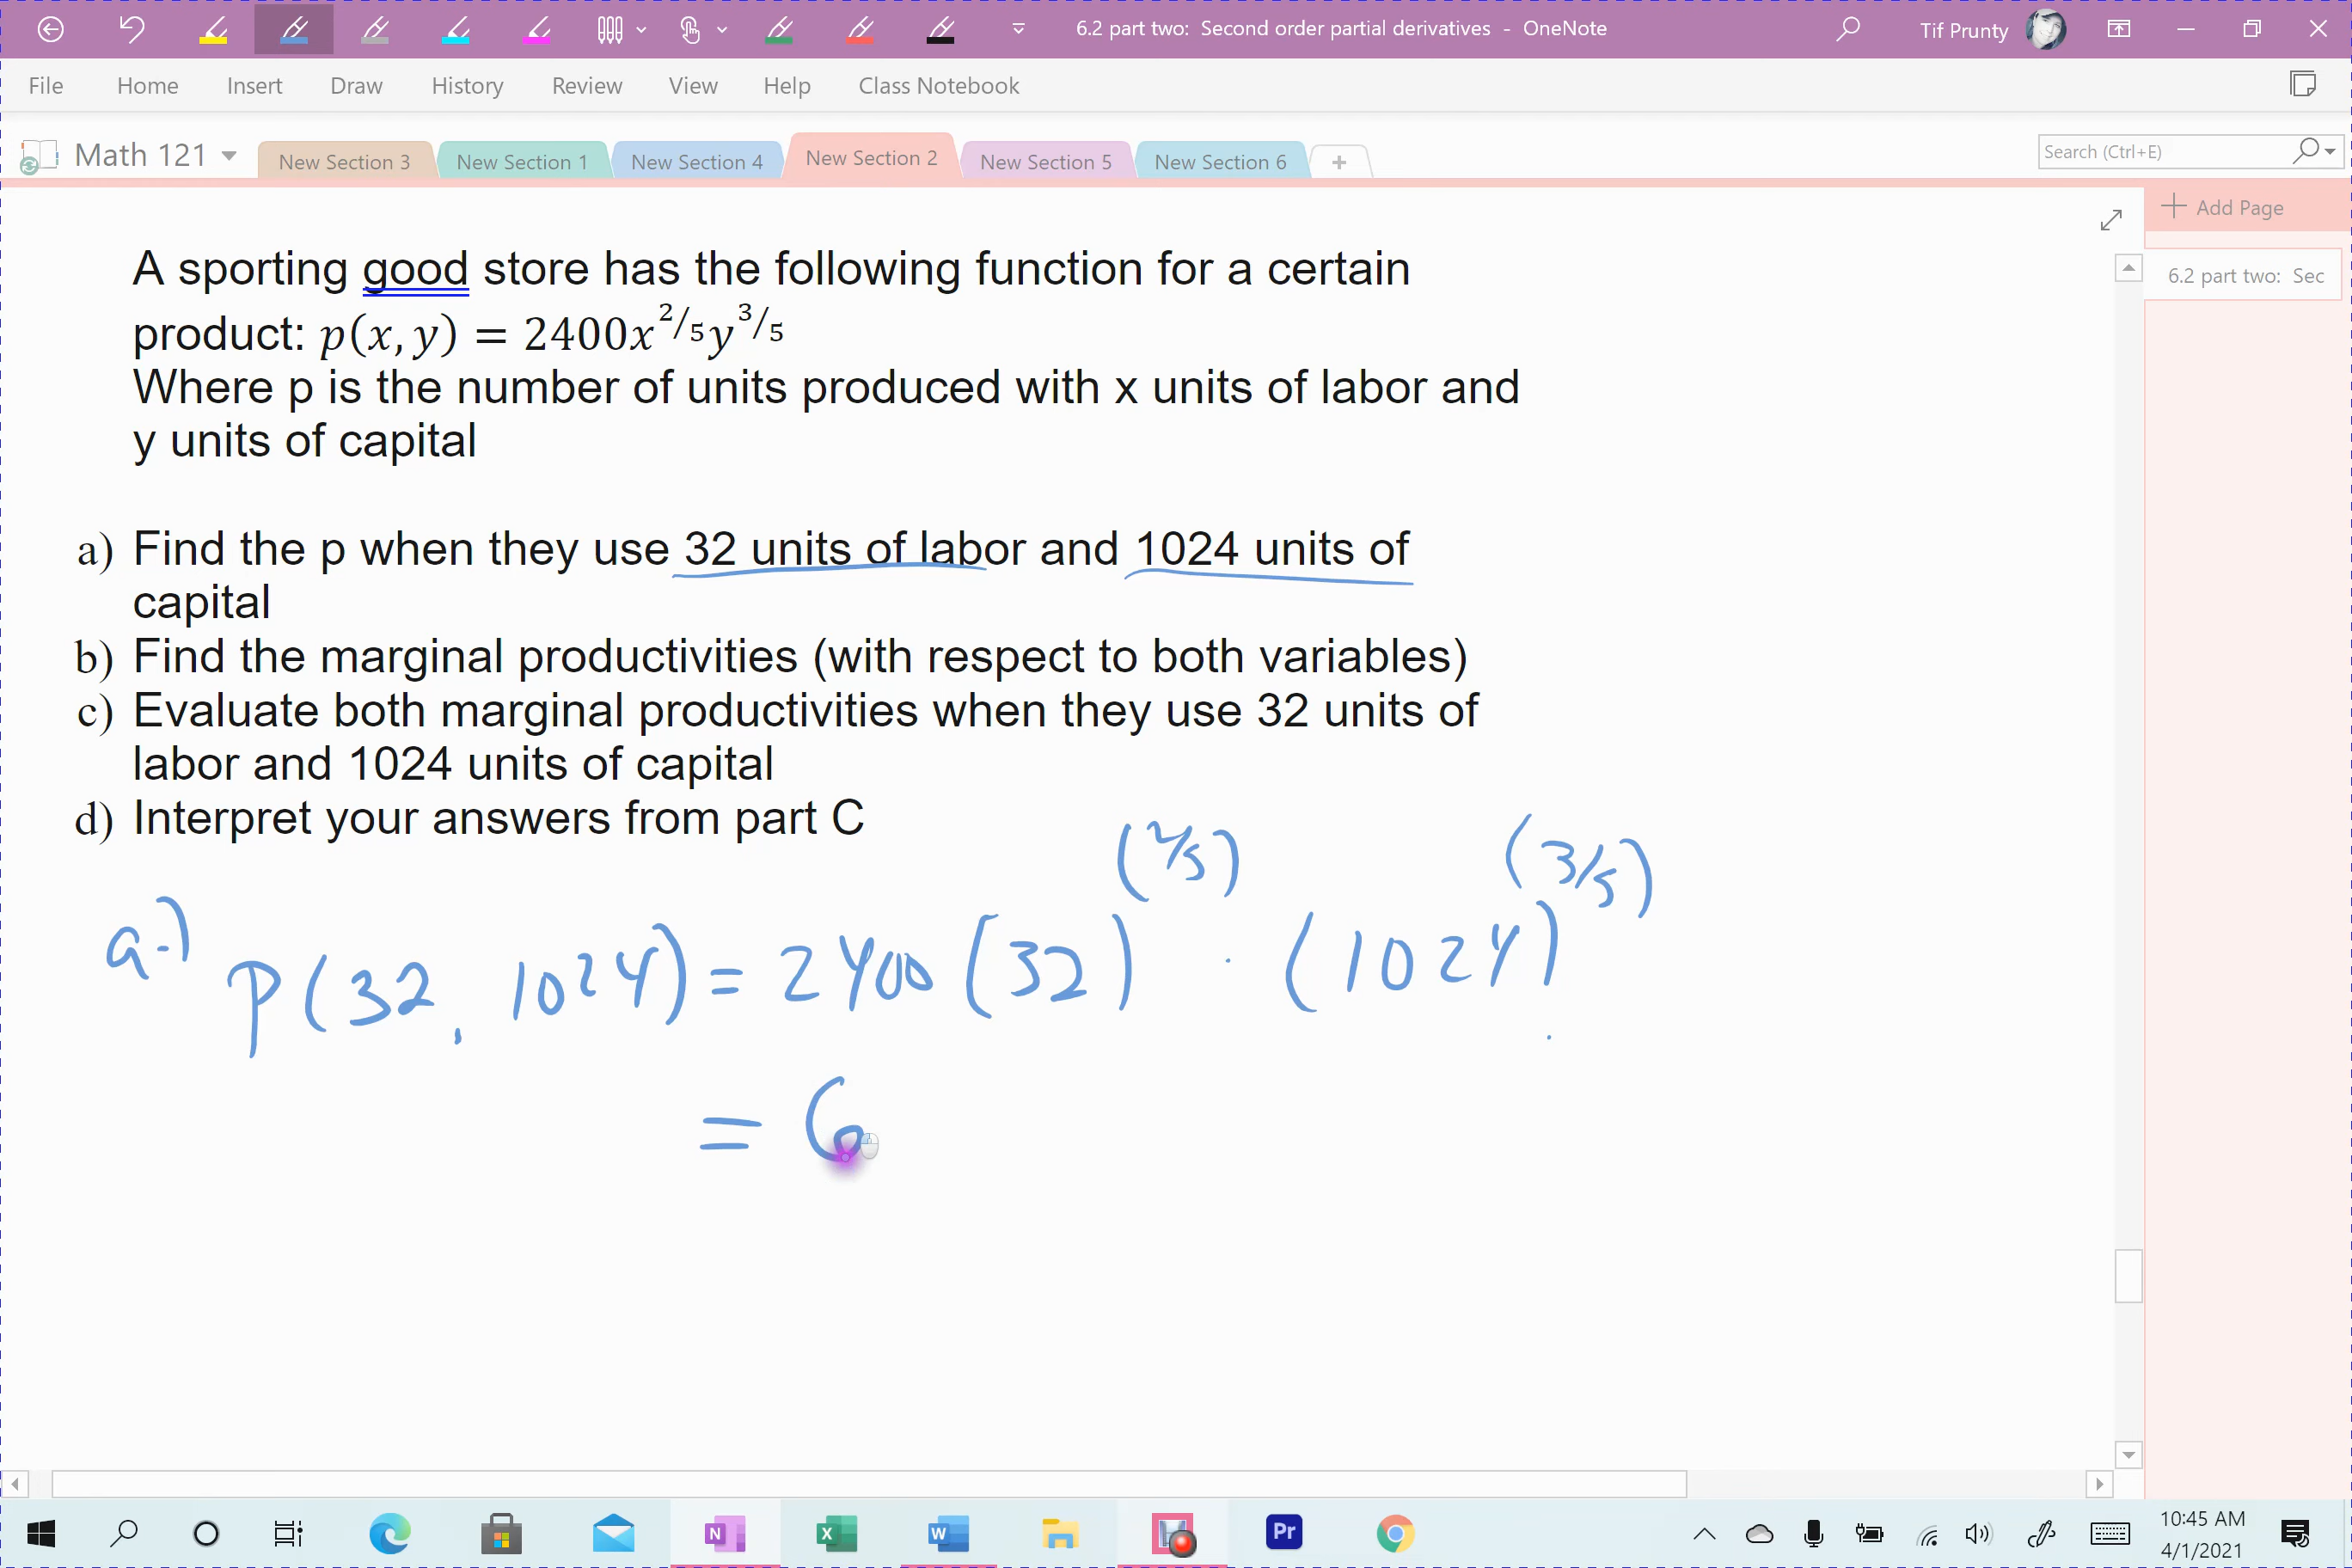 6.2 part two: Second order partial derivatives - OneNote
Tif Prunty
File Home Insert Draw History Review View Help Class Notebook
Math 121 New Section 3 New Section 1 New Section 4 New Section 2 New Section 5 New Section 6 +
Search (Ctrl+E)
Add Page
6.2 part two: Sec
A sporting good store has the following function for a certain
product: p(x, y) = 2400x^2/5 y^3/5
Where p is the number of units produced with x units of labor and
y units of capital
a) Find the p when they use 32 units of labor and 1024 units of
capital
b) Find the marginal productivities (with respect to both variables)
c) Evaluate both marginal productivities when they use 32 units of
labor and 1024 units of capital
d) Interpret your answers from part C
a.) P(32, 1024) = 2400(32)^(2/5) · (1024)^(3/5)
= 6
N
X
W
Pr
10:45 AM
4/1/2021